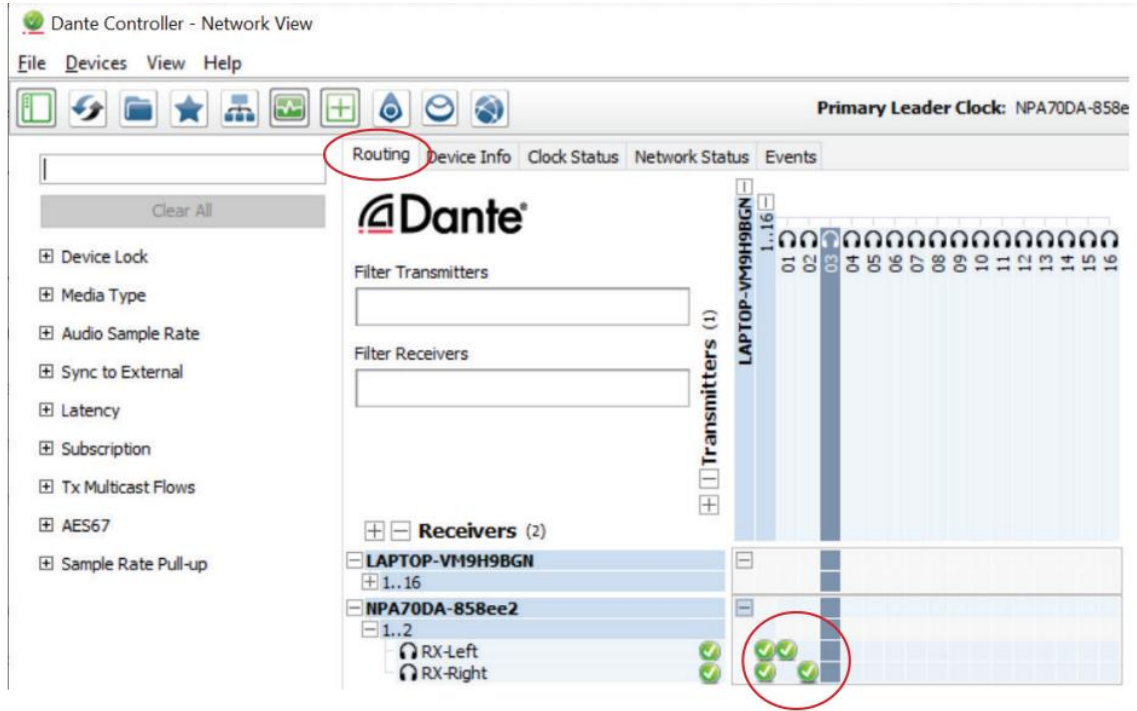 Dante Controller - Network View
File Devices View Help
Primary Leader Clock: NPA70DA-858e
Routing Device Info Clock Status Network Status Events
Clear All
Device Lock
Media Type
Audio Sample Rate
Sync to External
Latency
Subscription
Tx Multicast Flows
AES67
Sample Rate Pull-up
Dante®
Filter Transmitters
Filter Receivers
Transmitters (1)
LAPTOP-VM9H9BGN
1..16
01 02 03 04 05 06 07 08 09 10 11 12 13 14 15 16
Receivers (2)
LAPTOP-VM9H9BGN
1..16
NPA70DA-858ee2
1..2
RX-Left
RX-Right